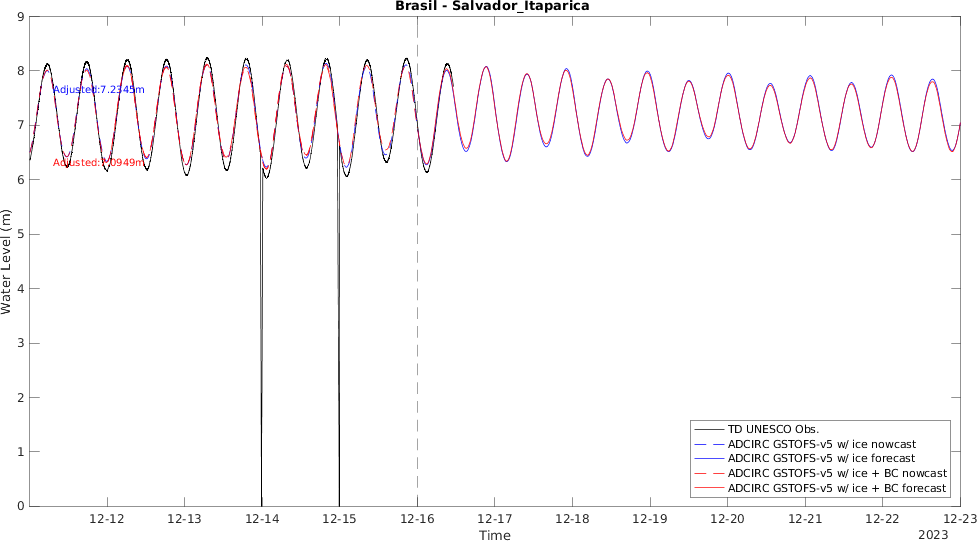 Brasil - Salvador_Itaparica
9
8
7
6
5
4
3
2
1
0
Water Level (m)
Adjusted:7.2345m
12-12
12-13
12-14
12-15
12-16
12-17
12-18
12-19
12-20
12-21
12-22
12-23
Time
2023
TD UNESCO Obs.
ADCIRC GSTOFS-v5 w/ ice nowcast
ADCIRC GSTOFS-v5 w/ ice forecast
ADCIRC GSTOFS-v5 w/ ice + BC nowcast
ADCIRC GSTOFS-v5 w/ ice + BC forecast